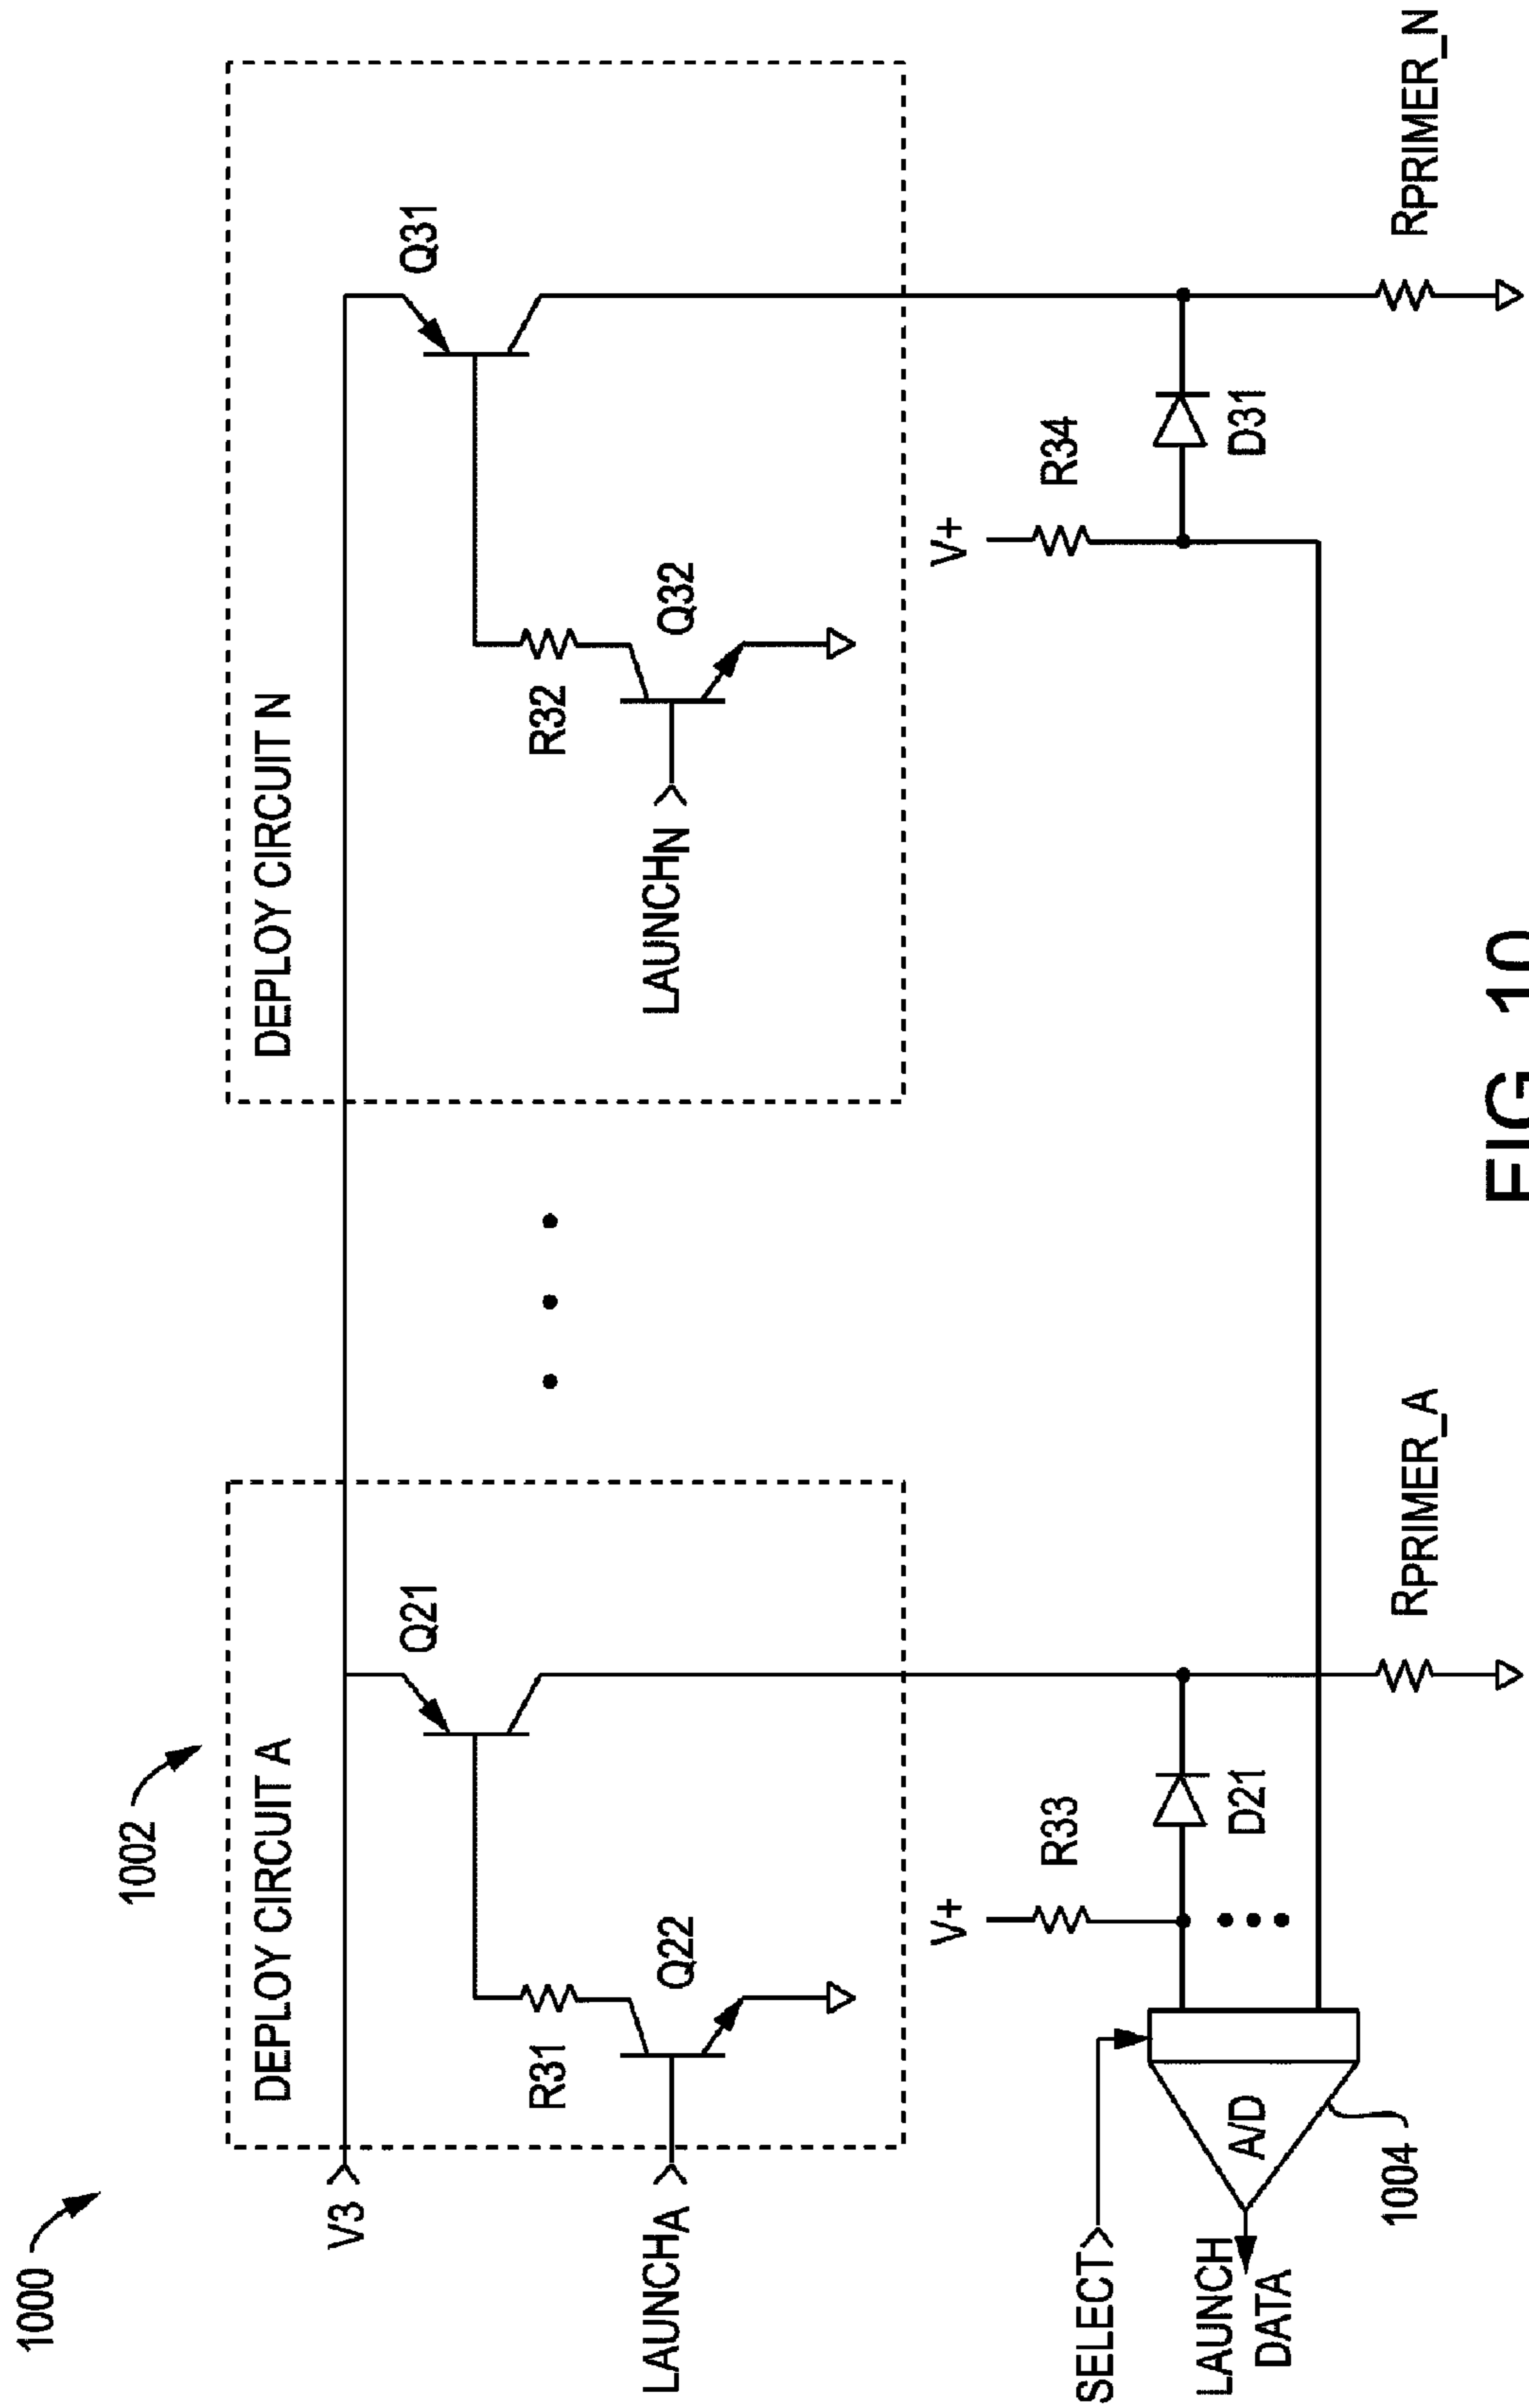 1000
1002
DEPLOY CIRCUIT A
DEPLOY CIRCUIT N
V3
Q21
Q31
R31
R32
Q22
Q32
LAUNCHA
LAUNCHN
V+
R33
V+
R34
D21
D31
SELECT
A/D
LAUNCH
DATA
1004
RPRIMER_A
RPRIMER_N
FIG. 10